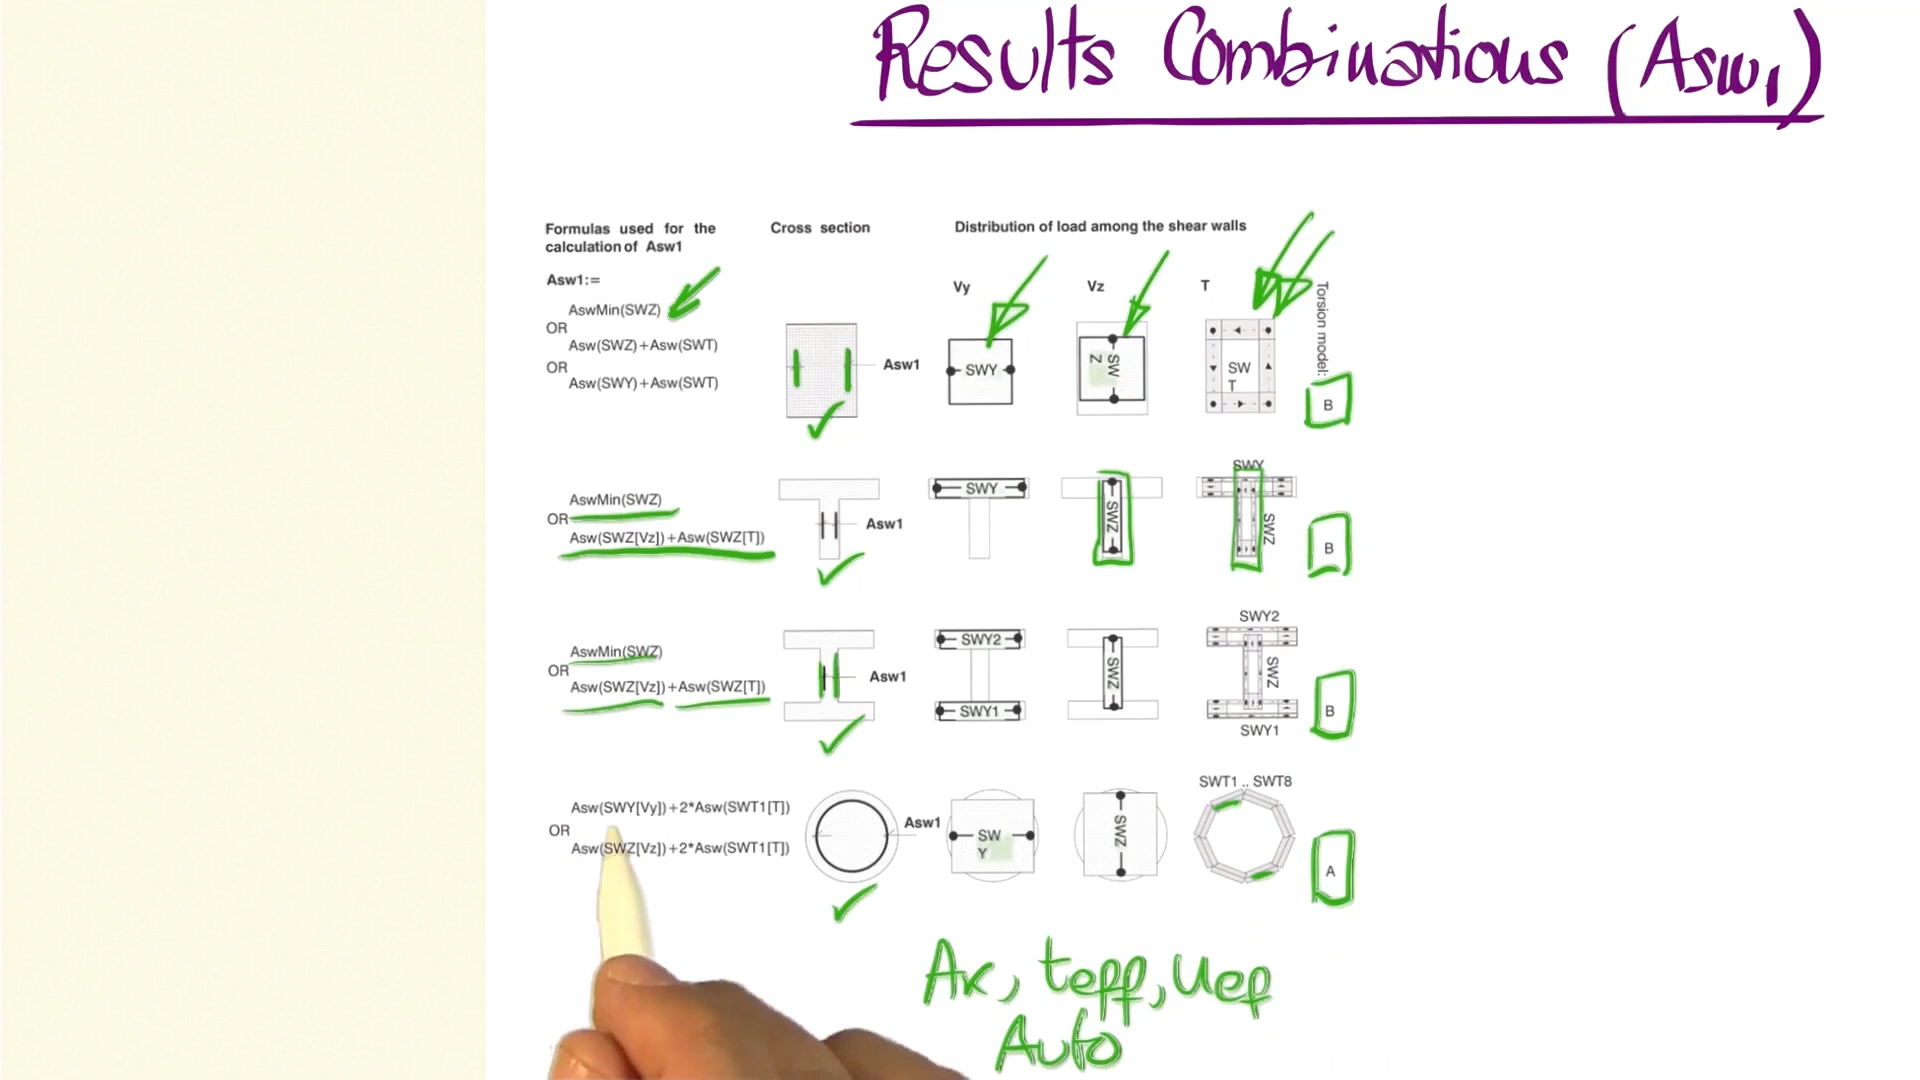 Results Combinations (Asw1)
Formulas used for the calculation of Asw1
Cross section
Distribution of load among the shear walls
Asw1:=
Vy
Vz
T
Torsion model:
AswMin(SWZ)
OR
Asw(SWZ)+Asw(SWT)
OR
Asw(SWY)+Asw(SWT)
Asw1
SWY
SW
Z
SW
T
B
AswMin(SWZ)
OR
Asw(SWZ[Vz])+Asw(SWZ[T])
Asw1
SWY
SWZ
SWY
SWZ
B
AswMin(SWZ)
OR
Asw(SWZ[Vz])+Asw(SWZ[T])
Asw1
SWY2
SWY1
SWZ
SWY2
SWZ
SWY1
B
Asw(SWY[Vy])+2*Asw(SWT1[T])
OR
Asw(SWZ[Vz])+2*Asw(SWT1[T])
Asw1
SW
Y
SWZ
SWT1 .. SWT8
A
Ak, teff, Uef
Auto